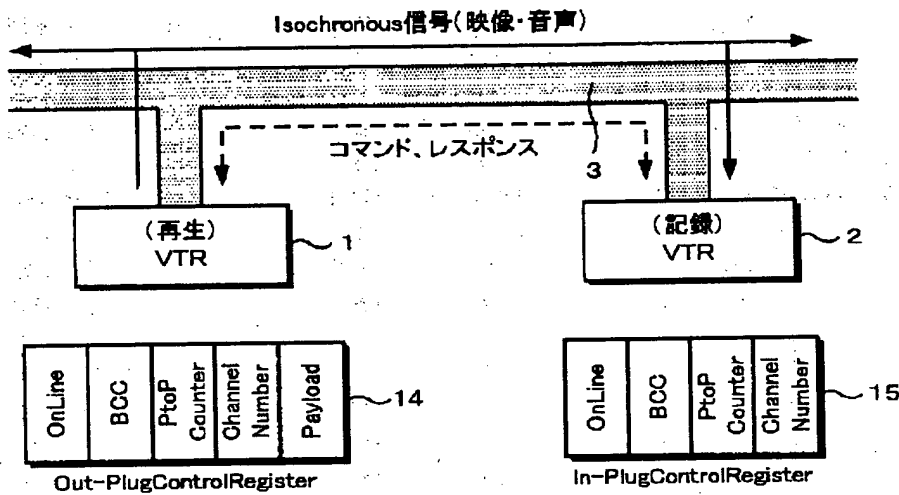 Isochronous信号(映像・音声)
コマンド、レスポンス
3
(再生)
VTR
1
(記録)
VTR
2
OnLine
BCC
PtoP
Counter
Channel
Number
Payload
14
Out-PlugControlRegister
OnLine
BCC
PtoP
Counter
Channel
Number
15
In-PlugControlRegister